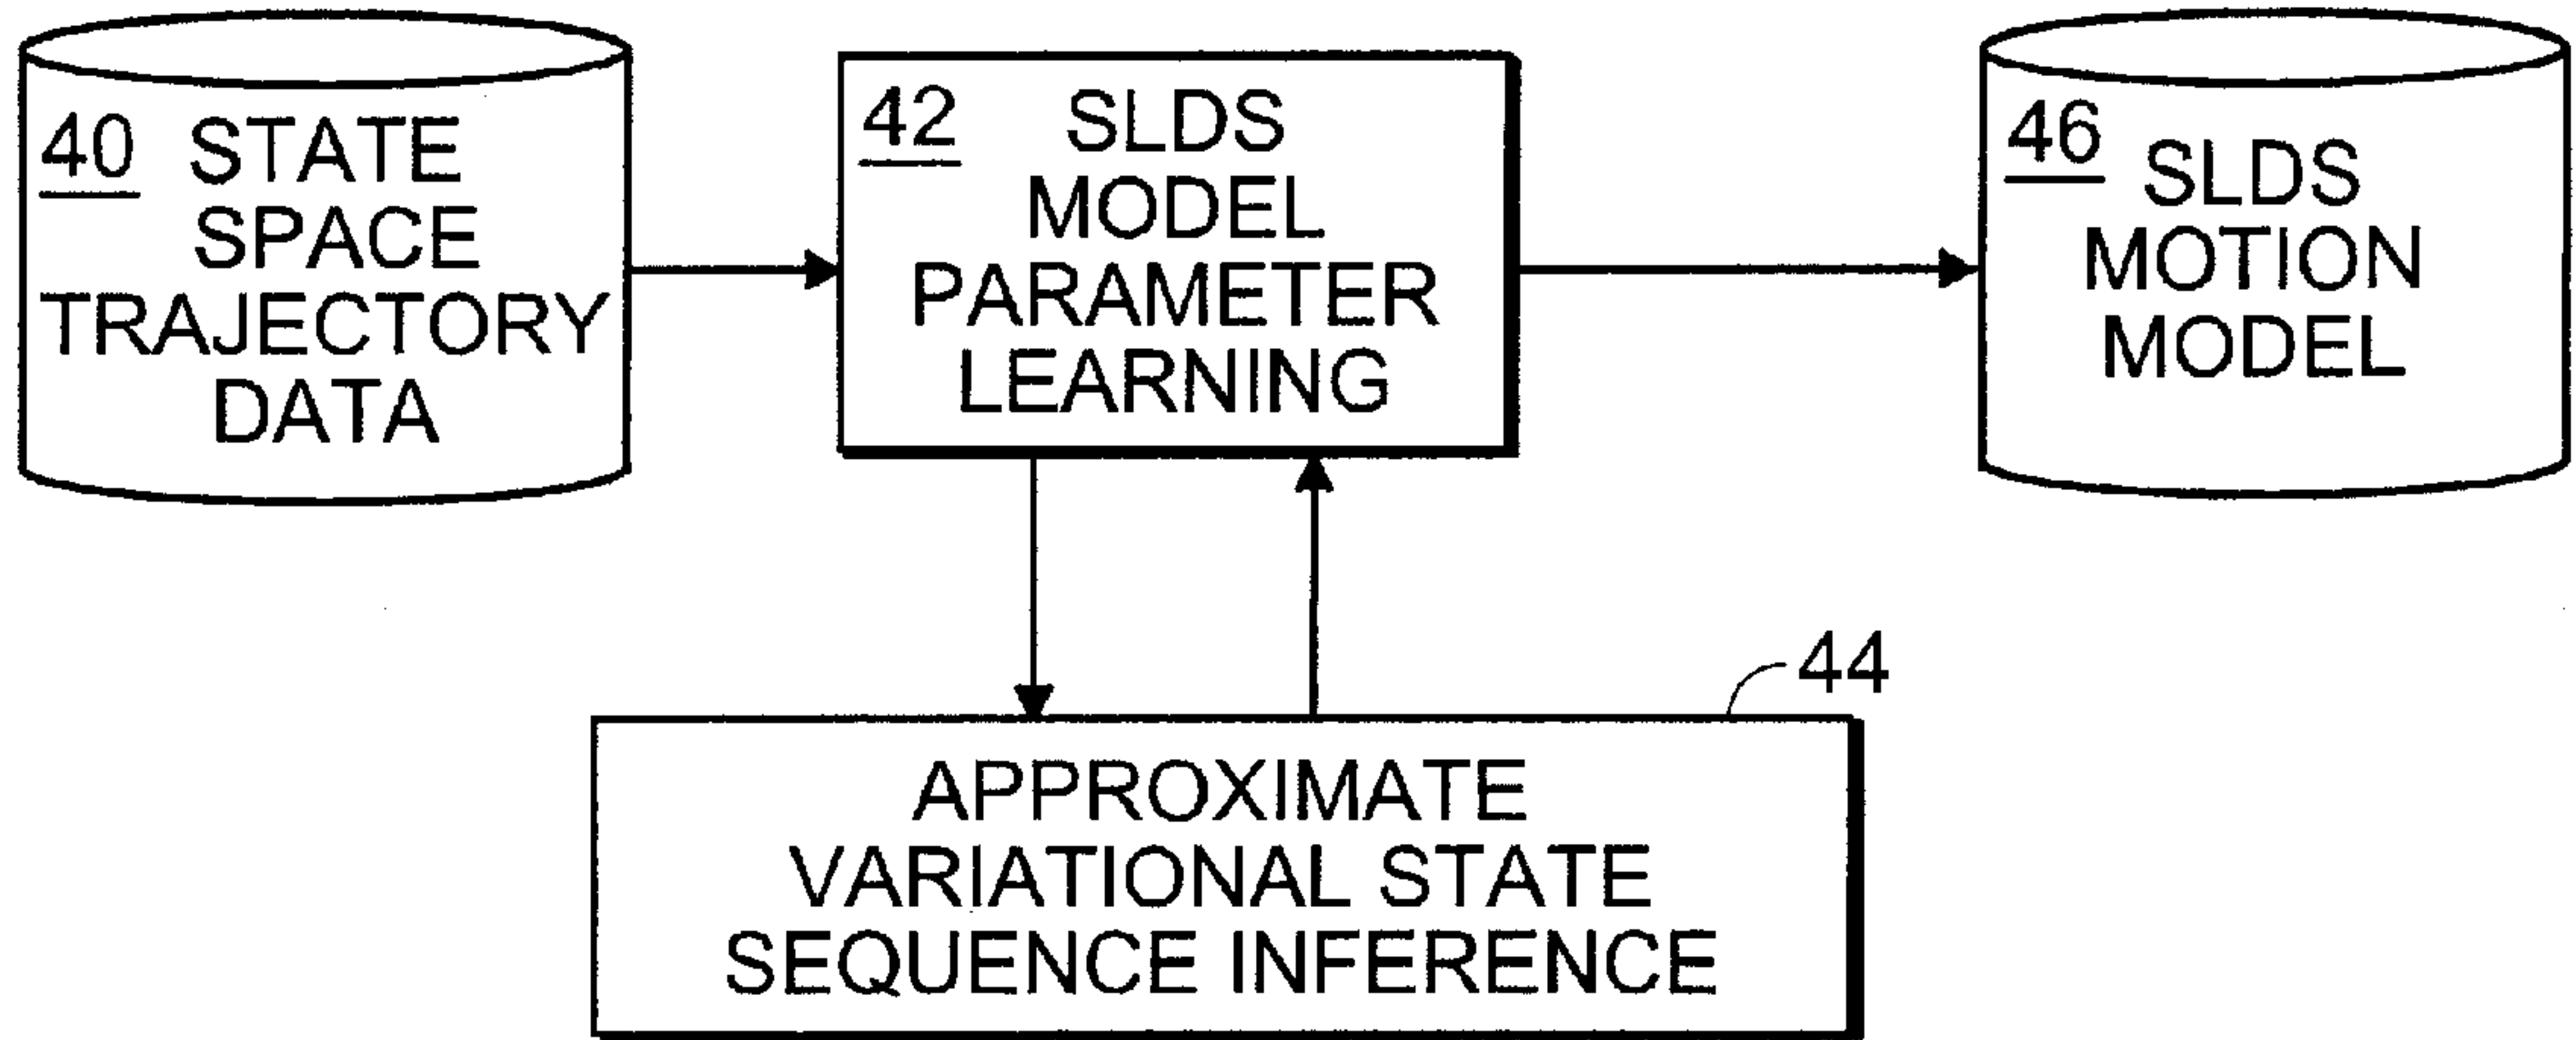 40 STATE
SPACE
TRAJECTORY
DATA
42 SLDS
MODEL
PARAMETER
LEARNING
46 SLDS
MOTION
MODEL
44
APPROXIMATE
VARIATIONAL STATE
SEQUENCE INFERENCE